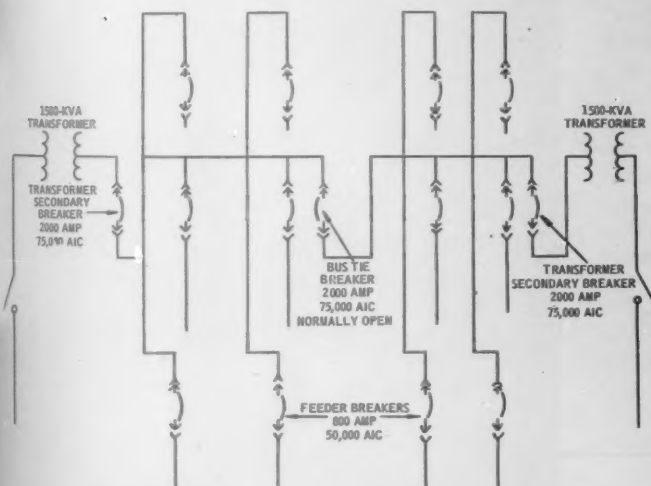 1500-KVA
TRANSFORMER
TRANSFORMER
SECONDARY
BREAKER
2000 AMP
75,000 AIC
BUS TIE
BREAKER
2000 AMP
75,000 AIC
NORMALLY OPEN
1500-KVA
TRANSFORMER
TRANSFORMER
SECONDARY BREAKER
2000 AMP
75,000 AIC
FEEDER BREAKERS
800 AMP
50,000 AIC